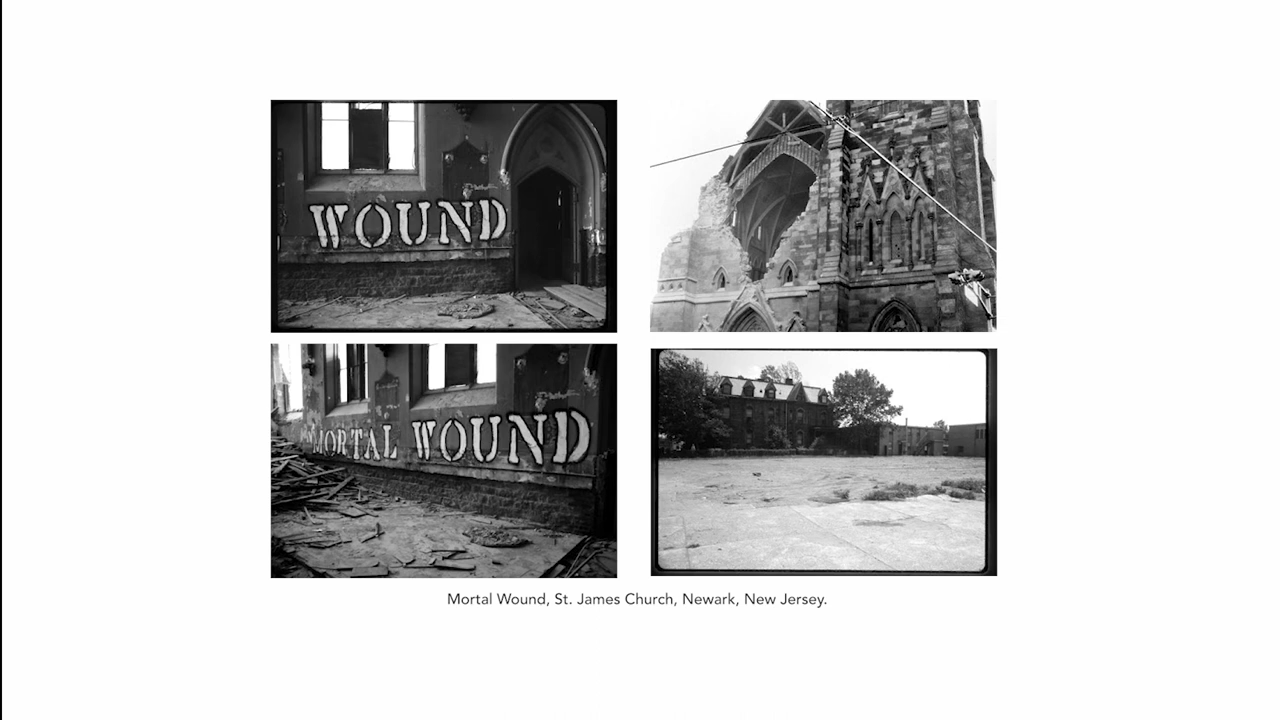 WOUND
MORTAL WOUND
Mortal Wound, St. James Church, Newark, New Jersey.